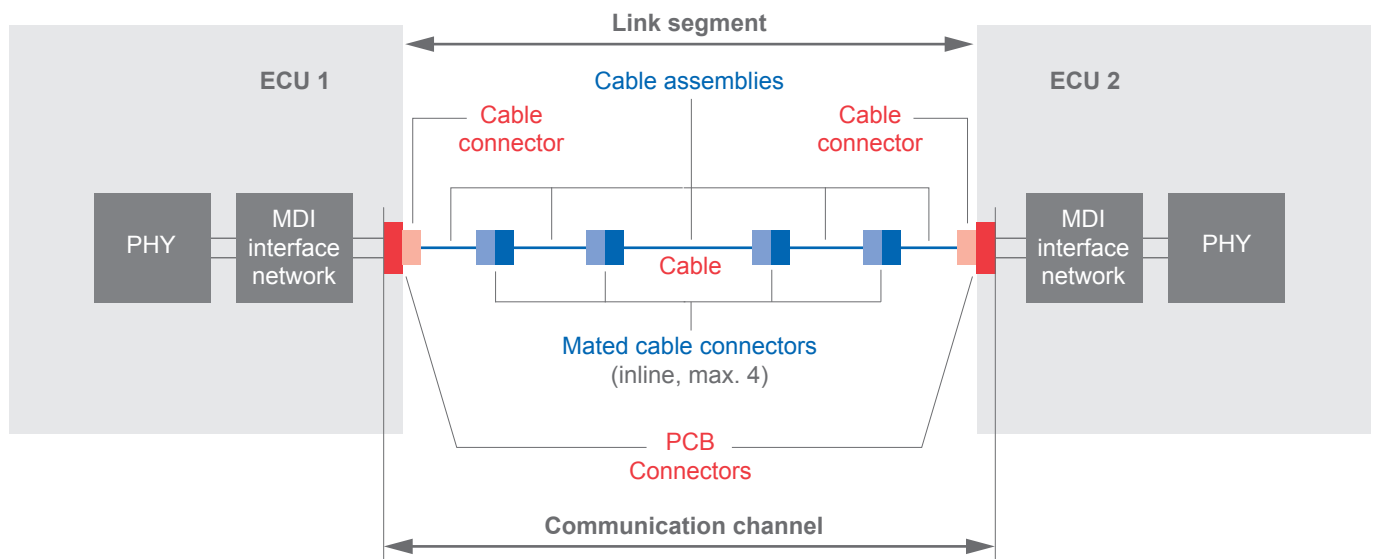 Link segment
ECU 1
Cable assemblies
ECU 2
Cable
connector
Cable
connector
PHY
MDI
interface
network
Cable
MDI
interface
network
PHY
Mated cable connectors
(inline, max. 4)
PCB
Connectors
Communication channel